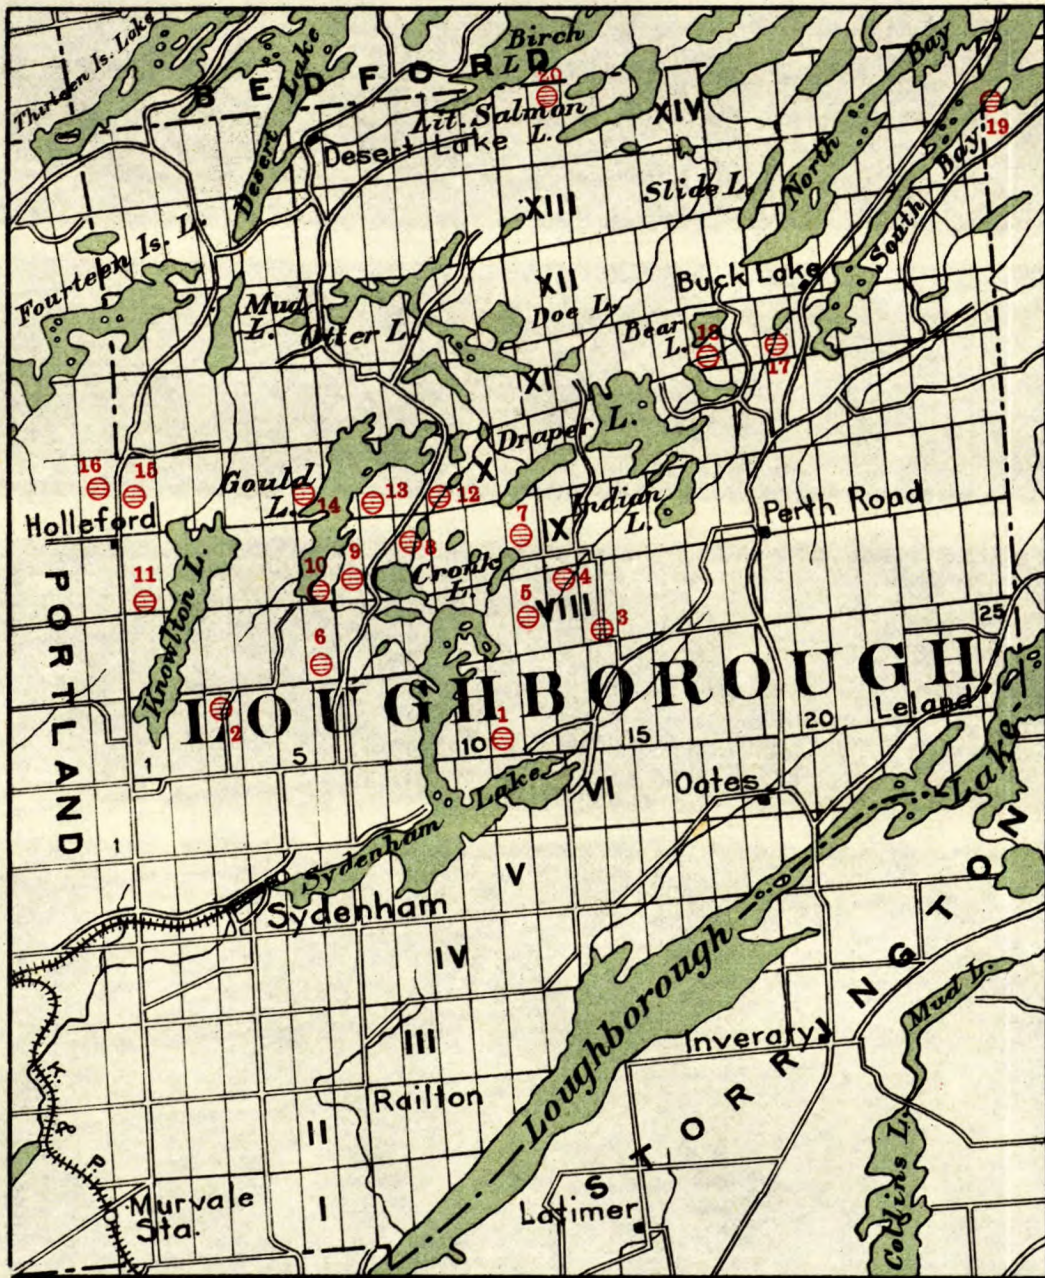 Thirteen Is. Lake
Desert Lake
Birch
L.
BEDFORD
20
Lit. Salmon
L.
XIV
Bay
North
19
Desert Lake
Slide L.
South Bay
XIII
Fourteen Is. L.
Buck Lake
XII
Doe L.
Mud
L.
Otter L.
Bear
L.
18
17
XI
Draper L.
X
16
15
Gould
L.
14
13
12
Indian
L.
Perth Road
7
IX
Holleford
8
Cronk
L.
10
9
11
5
4
VIII
3
25
Knowlton L.
6
PORTLAND
LOUGHBOROUGH
Leland
2
1
10
15
20
5
1
VI
Oates
Sydenham Lake
Loughborough Lake
1
V
Sydenham
IV
STORRINGTON
Mud L.
III
Inverary
K. & P.
Railton
II
Murvale
Sta.
I
Latimer
Collins L.